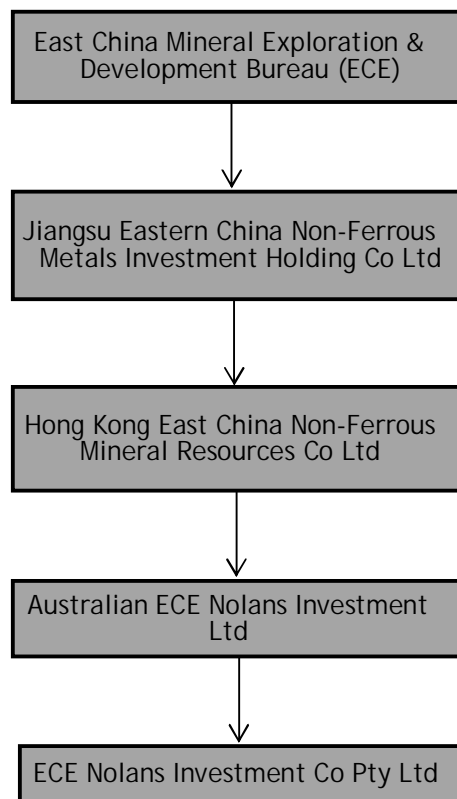 East China Mineral Exploration &
Development Bureau (ECE)
Jiangsu Eastern China Non-Ferrous
Metals Investment Holding Co Ltd
Hong Kong East China Non-Ferrous
Mineral Resources Co Ltd
Australian ECE Nolans Investment
Ltd
ECE Nolans Investment Co Pty Ltd